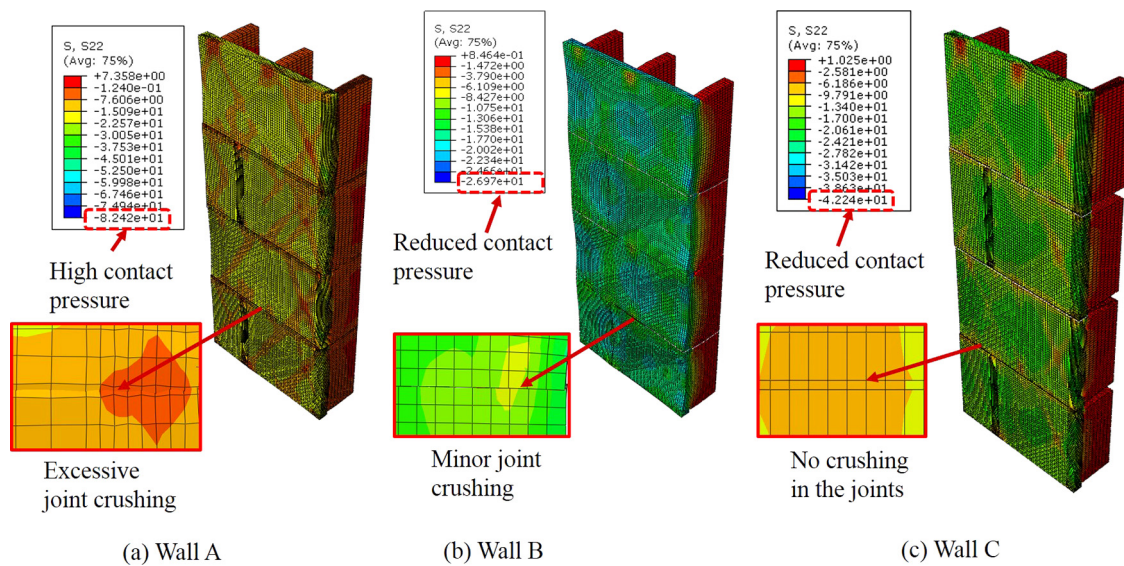 S, S22
(Avg: 75%)
+7.358e+00
-1.240e-01
-7.606e+00
-1.509e+01
-2.257e+01
-3.005e+01
-3.753e+01
-4.501e+01
-5.250e+01
-5.998e+01
-6.746e+01
-7.494e+01
-8.242e+01
High contact
pressure
Excessive
joint crushing
(a) Wall A
S, S22
(Avg: 75%)
+8.464e-01
-1.472e+00
-3.790e+00
-6.109e+00
-8.427e+00
-1.075e+01
-1.306e+01
-1.538e+01
-1.770e+01
-2.002e+01
-2.234e+01
-2.466e+01
-2.697e+01
Reduced contact
pressure
Minor joint
crushing
(b) Wall B
S, S22
(Avg: 75%)
+1.025e+00
-2.581e+00
-6.186e+00
-9.791e+00
-1.340e+01
-1.700e+01
-2.061e+01
-2.421e+01
-2.782e+01
-3.142e+01
-3.503e+01
-3.863e+01
-4.224e+01
Reduced contact
pressure
No crushing
in the joints
(c) Wall C